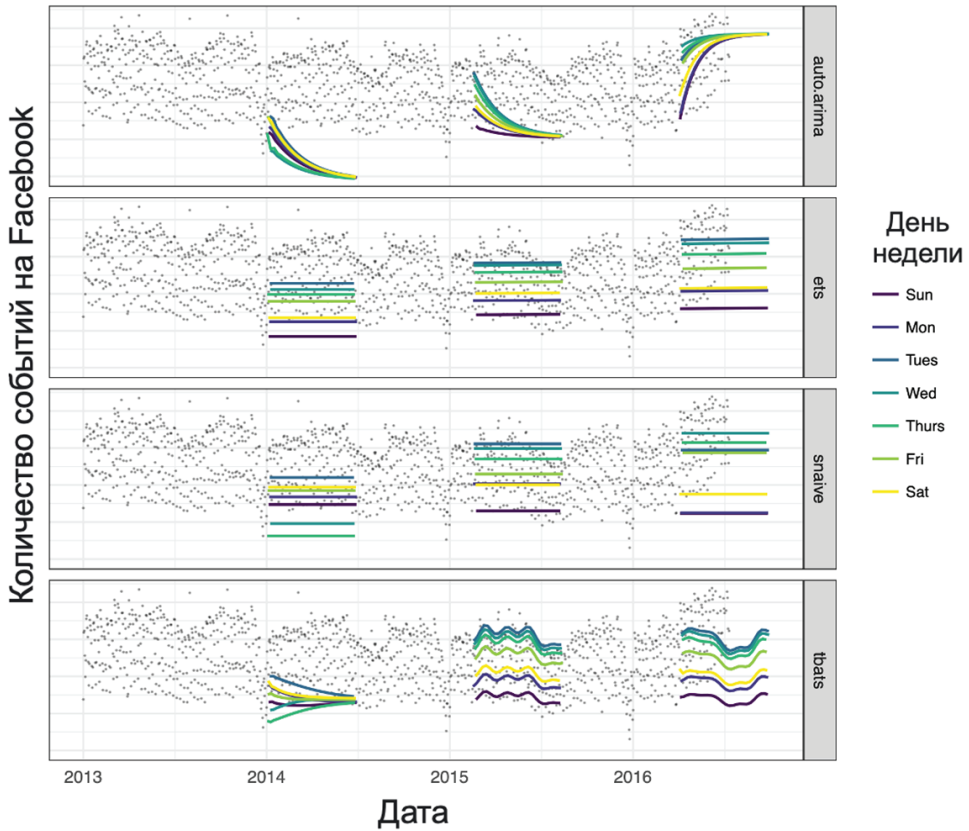 Количество событий на Facebook
auto.arima
ets
snaive
tbats
2013
2014
2015
2016
Дата
День
недели
Sun
Mon
Tues
Wed
Thurs
Fri
Sat